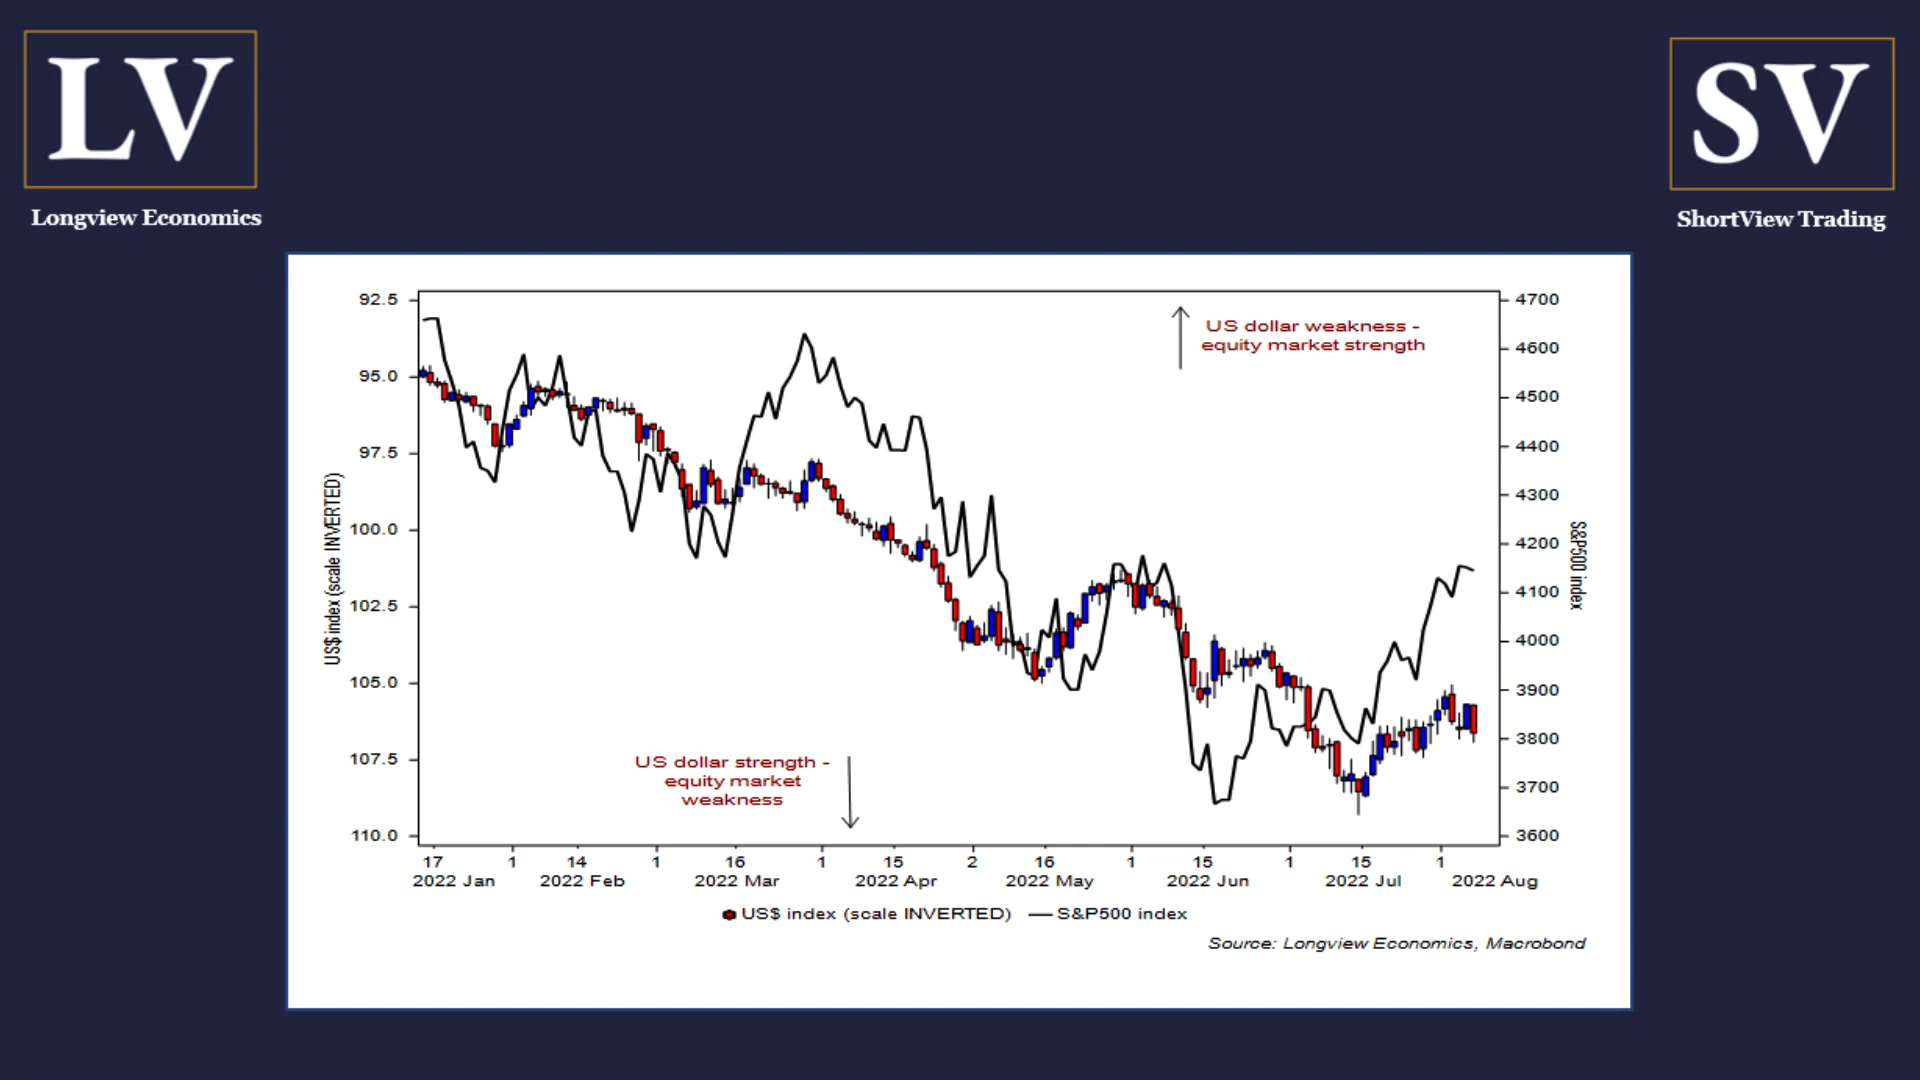 LV
Longview Economics
SV
ShortView Trading
US$ index (scale INVERTED)
92.5
95.0
97.5
100.0
102.5
105.0
107.5
110.0
US dollar weakness -
equity market strength
US dollar strength -
equity market
weakness
4700
4600
4500
4400
4300
4200
4100
4000
3900
3800
3700
3600
S&P500 index
17 1 14 1 16 1 15 2 16 1 15 1 15 1
2022 Jan 2022 Feb 2022 Mar 2022 Apr 2022 May 2022 Jun 2022 Jul 2022 Aug
US$ index (scale INVERTED) S&P500 index
Source: Longview Economics, Macrobond